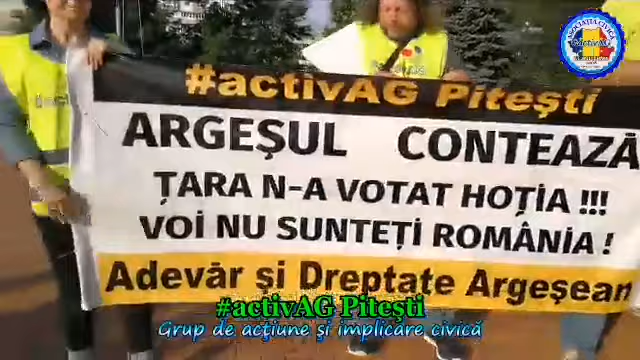 #activAG Pitești
ARGEȘUL CONTEAZĂ
ȚARA N-A VOTAT HOȚIA !!!
VOI NU SUNTEȚI ROMÂNIA !
Adevăr și Dreptate Argeșean
#activAG Pitești
Grup de acțiune și implicare civică